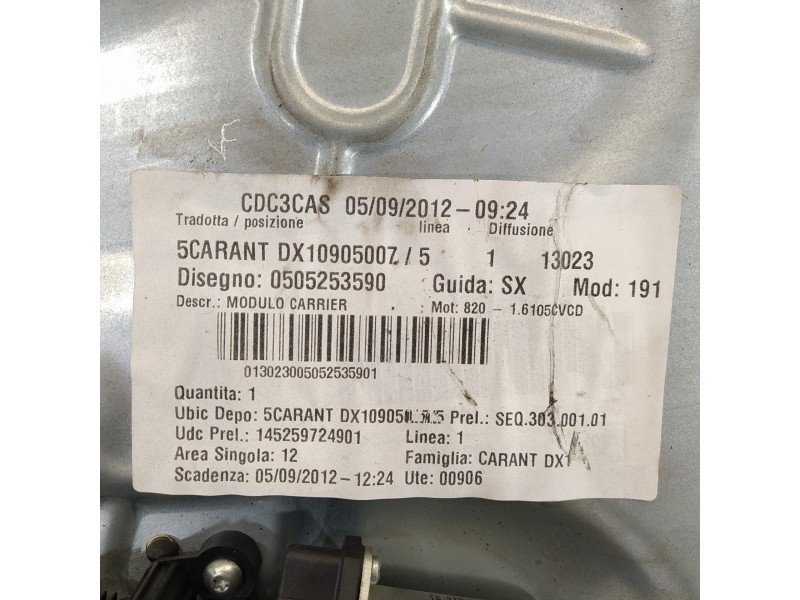 CDC3CAS 05/09/2012-09:24
Tradotta / posizione linea Diffusione
5CARANT DX10905007 / 5 1 13023
Disegno: 0505253590 Guida: SX Mod: 191
Descr.: MODULO CARRIER Mot: 820 - 1.6105CVCD
013023005052535901
Quantita: 1
Ubic Depo: 5CARANT Prel.: SEQ.303.001.01
Udc Prel.: 145259724901 Linea: 1
Area Singola: 12 Famiglia: CARANT DX1
Scadenza: 05/09/2012-12:24 Ute: 00906